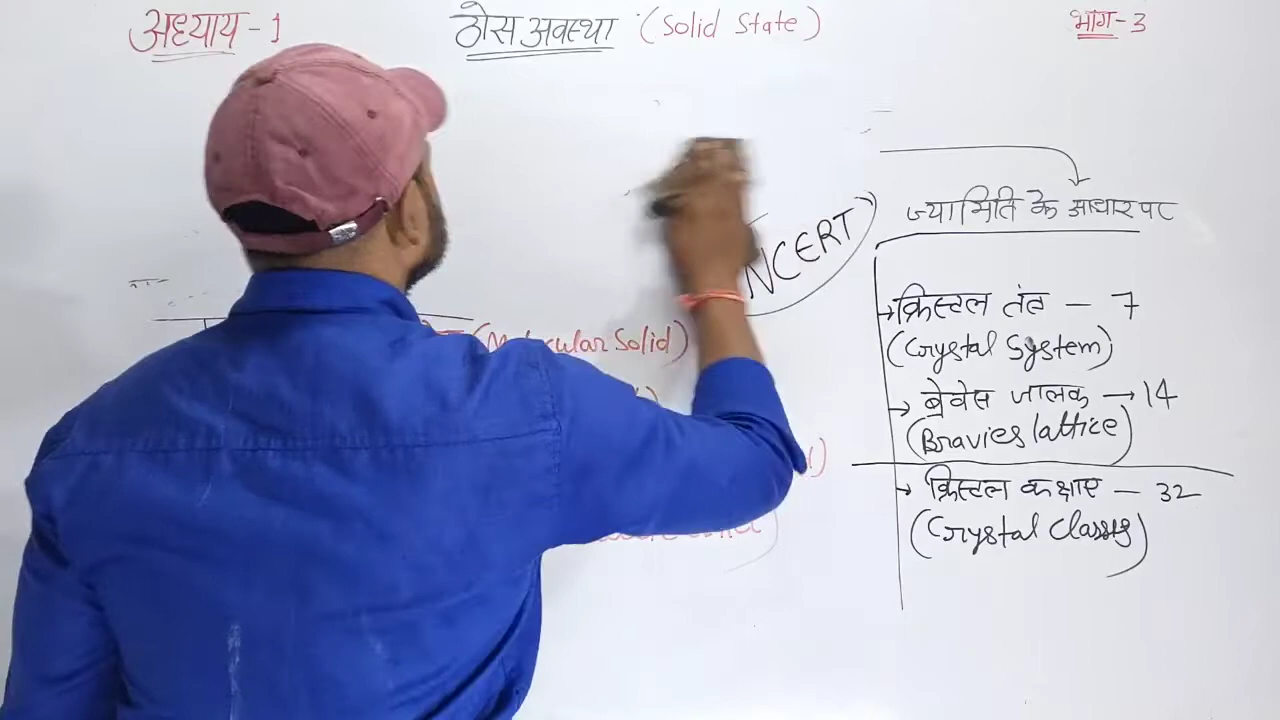 अध्याय - 1
ठोस अवस्था (Solid State)
भाग - 3
ज्यामिति के आधार पर
NCERT
क्रिस्टल तंत्र — 7
(Crystal System)
(Molecular Solid)
ब्रेवेस जालक → 14
(Bravies lattice)
क्रिस्टल कक्षाए — 32
(Crystal Classes)